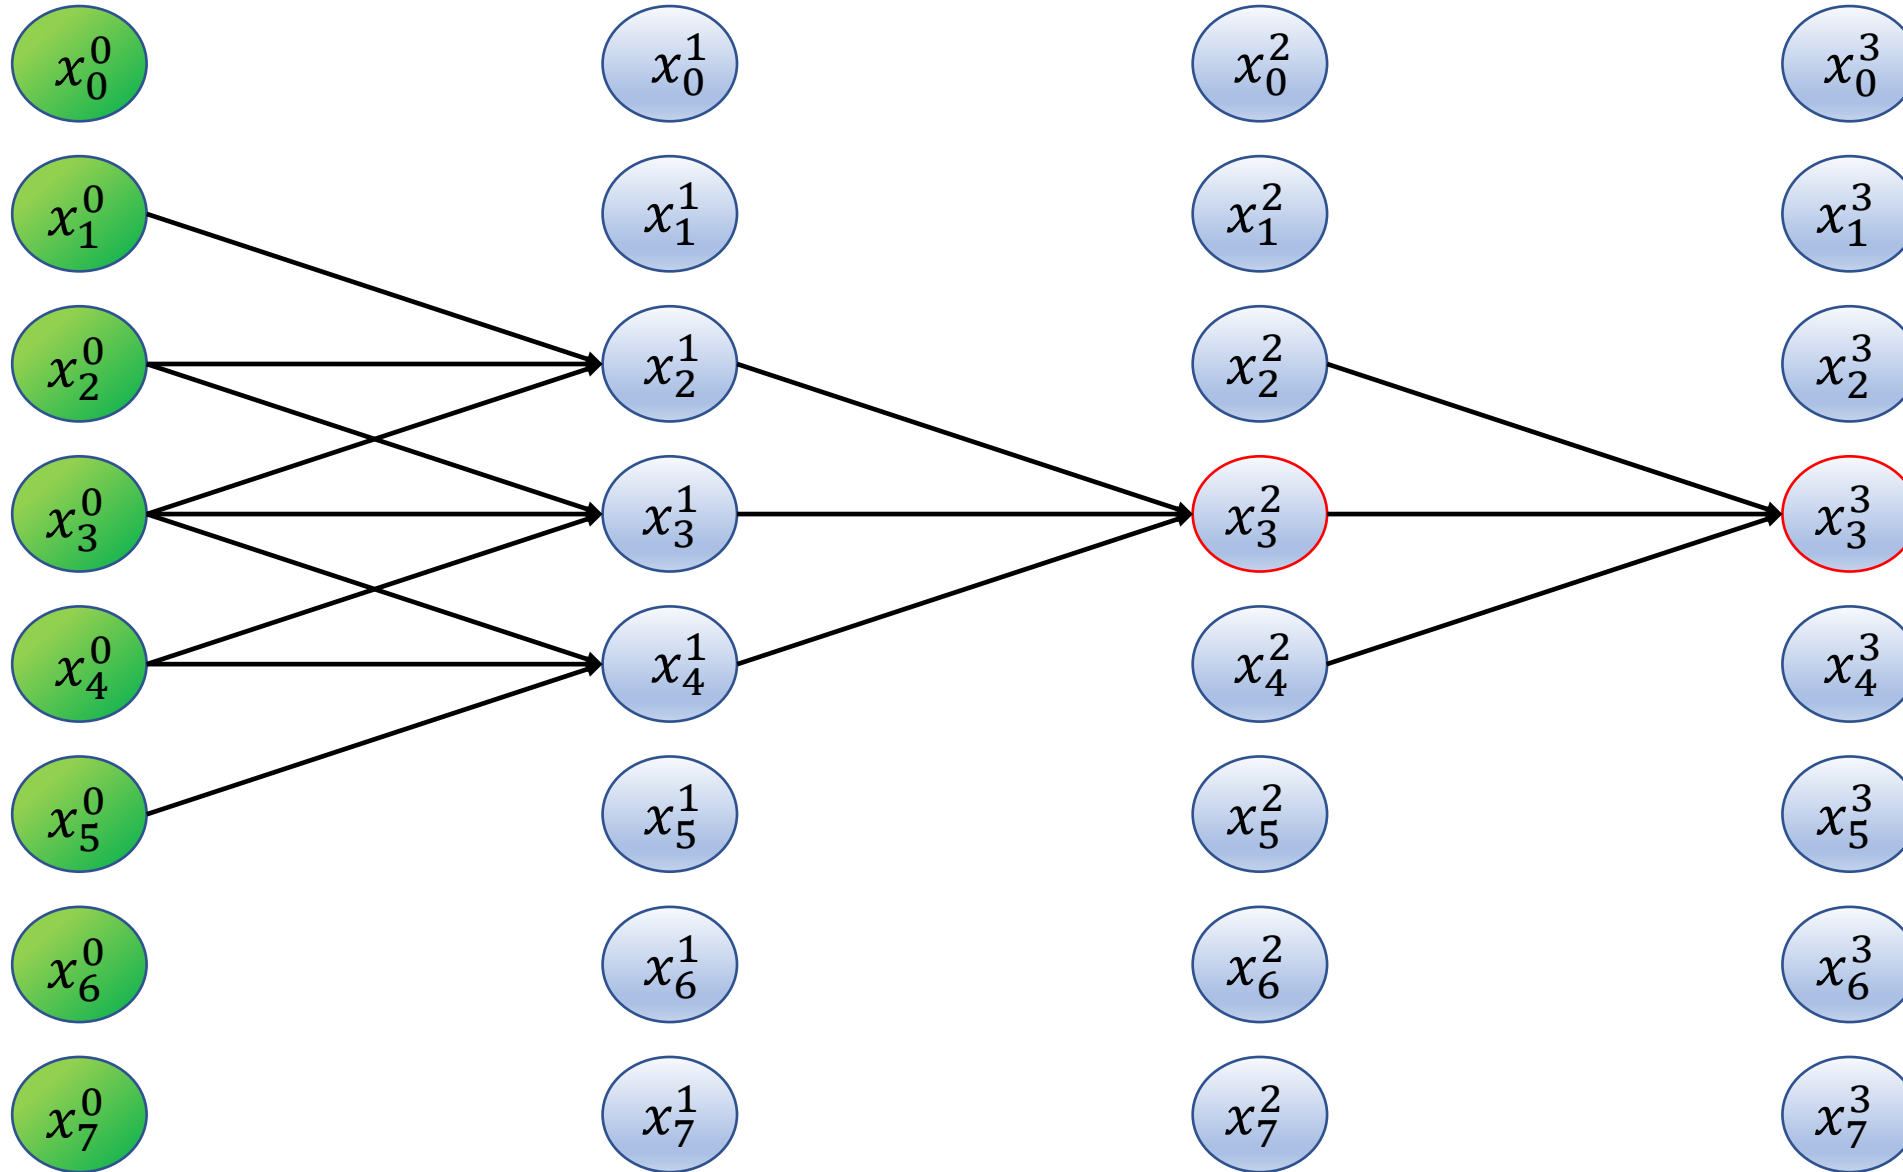 x_0^0 x_0^1 x_0^2 x_0^3
x_1^0 x_1^1 x_1^2 x_1^3
x_2^0 x_2^1 x_2^2 x_2^3
x_3^0 x_3^1 x_3^2 x_3^3
x_4^0 x_4^1 x_4^2 x_4^3
x_5^0 x_5^1 x_5^2 x_5^3
x_6^0 x_6^1 x_6^2 x_6^3
x_7^0 x_7^1 x_7^2 x_7^3